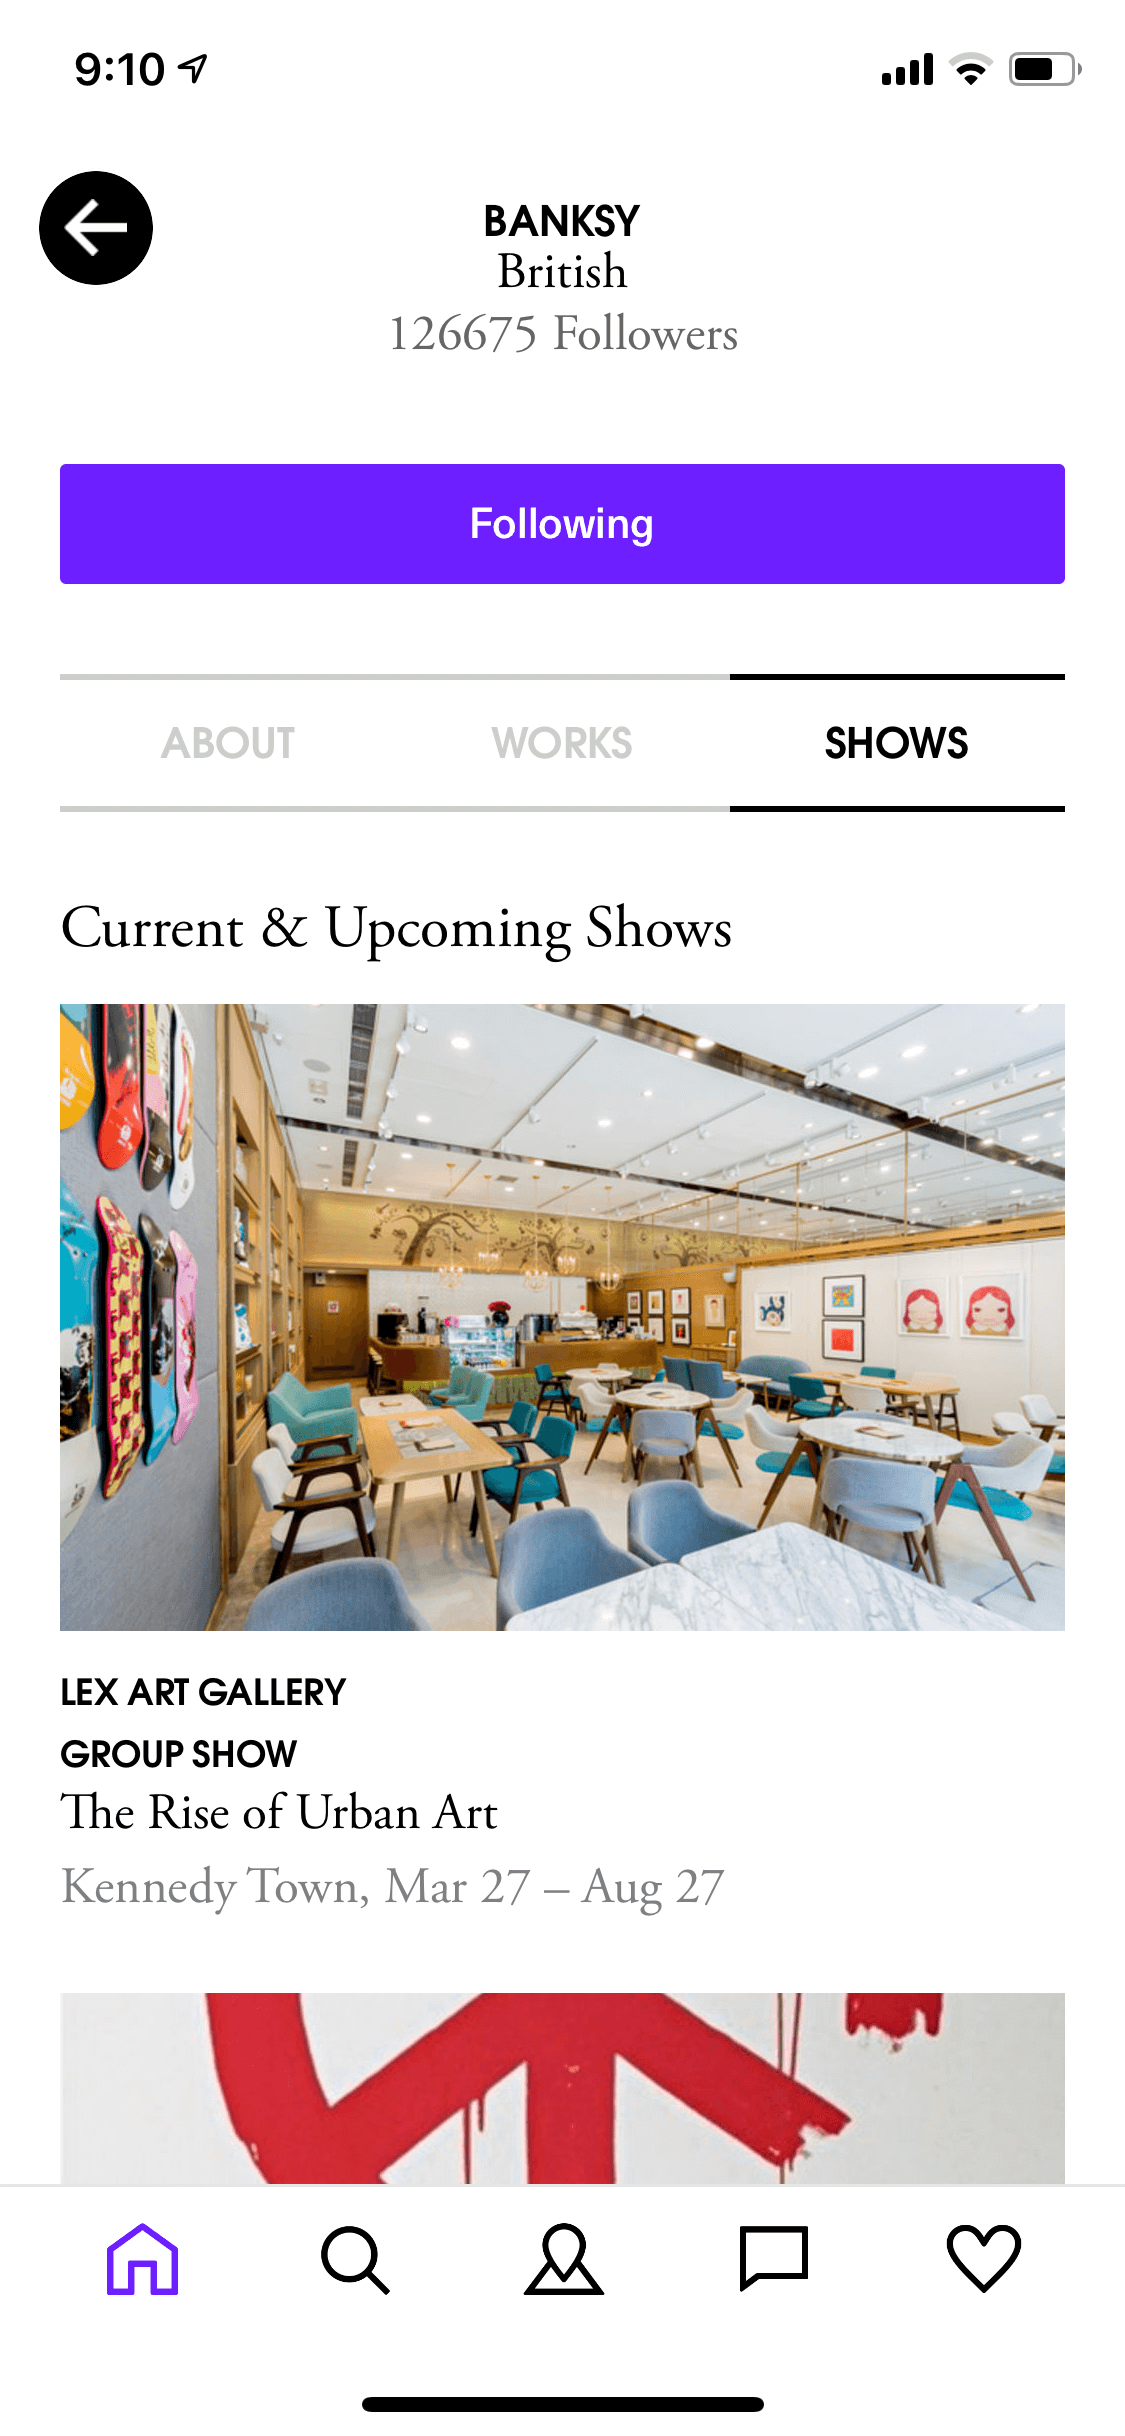 9:10
BANKSY
British
126675 Followers
Following
ABOUT WORKS SHOWS
Current & Upcoming Shows
LEX ART GALLERY
GROUP SHOW
The Rise of Urban Art
Kennedy Town, Mar 27 – Aug 27